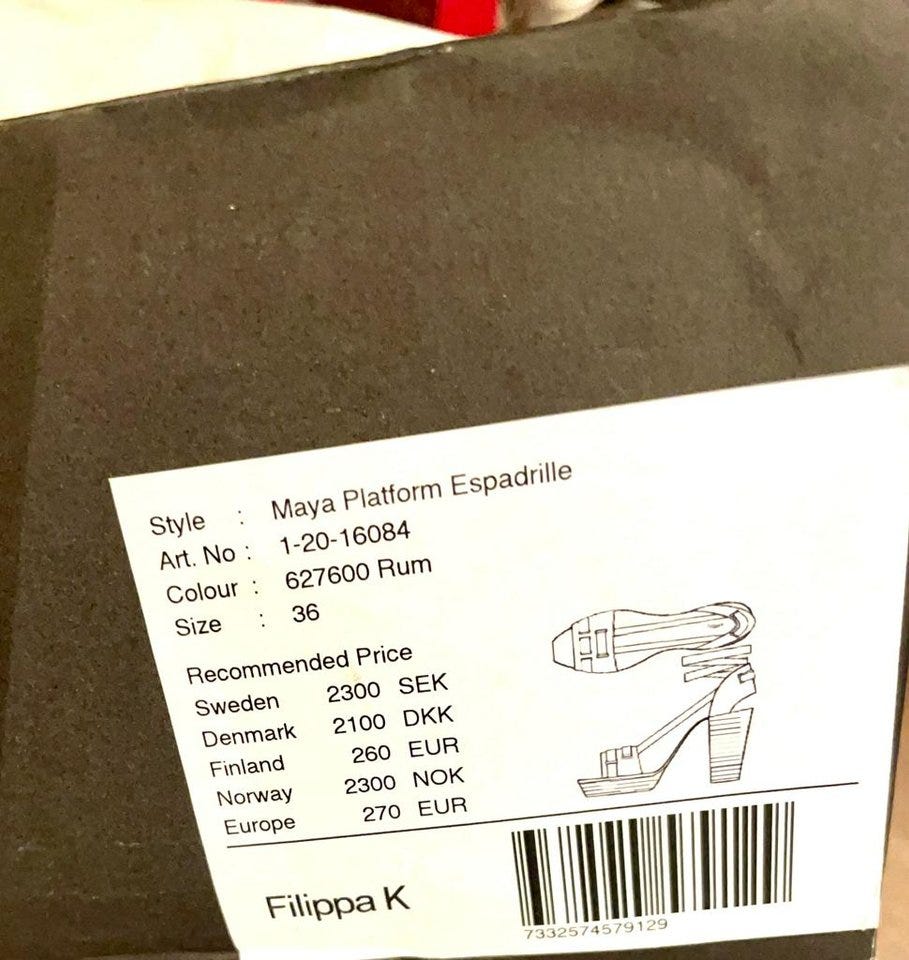 Style : Maya Platform Espadrille
Art. No : 1-20-16084
Colour : 627600 Rum
Size : 36
Recommended Price
Sweden 2300 SEK
Denmark 2100 DKK
Finland 260 EUR
Norway 2300 NOK
Europe 270 EUR
Filippa K
7332574579129